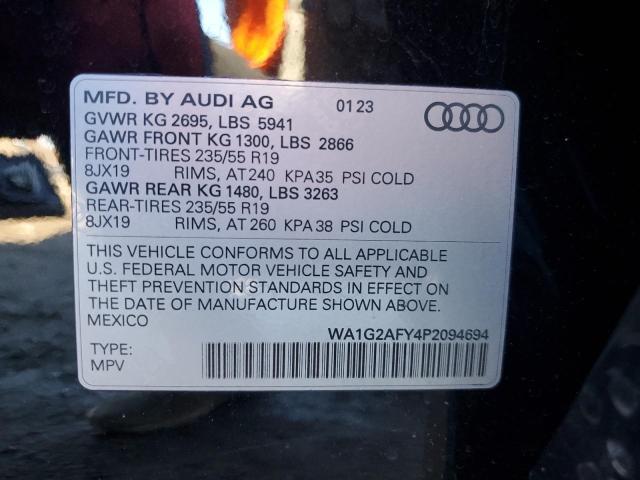 MFD. BY AUDI AG 01 23
GVWR KG 2695, LBS 5941
GAWR FRONT KG 1300, LBS 2866
FRONT-TIRES 235/55 R19
8JX19 RIMS, AT 240 KPA 35 PSI COLD
GAWR REAR KG 1480, LBS 3263
REAR-TIRES 235/55 R19
8JX19 RIMS, AT 260 KPA 38 PSI COLD
THIS VEHICLE CONFORMS TO ALL APPLICABLE
U.S. FEDERAL MOTOR VEHICLE SAFETY AND
THEFT PREVENTION STANDARDS IN EFFECT ON
THE DATE OF MANUFACTURE SHOWN ABOVE.
MEXICO
WA1G2AFY4P2094694
TYPE:
MPV